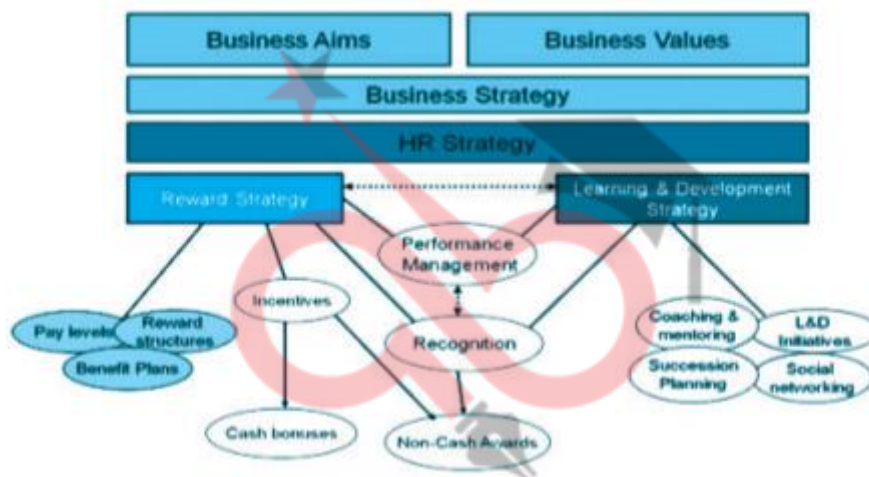 Business Aims
Business Values
Business Strategy
HR Strategy
Reward Strategy
Learning & Development
Strategy
Performance
Management
Incentives
Pay levels
Reward
structures
Benefit Plans
Recognition
Coaching &
mentoring
L&D
Initiatives
Succession
Planning
Social
networking
Cash bonuses
Non-Cash Awards